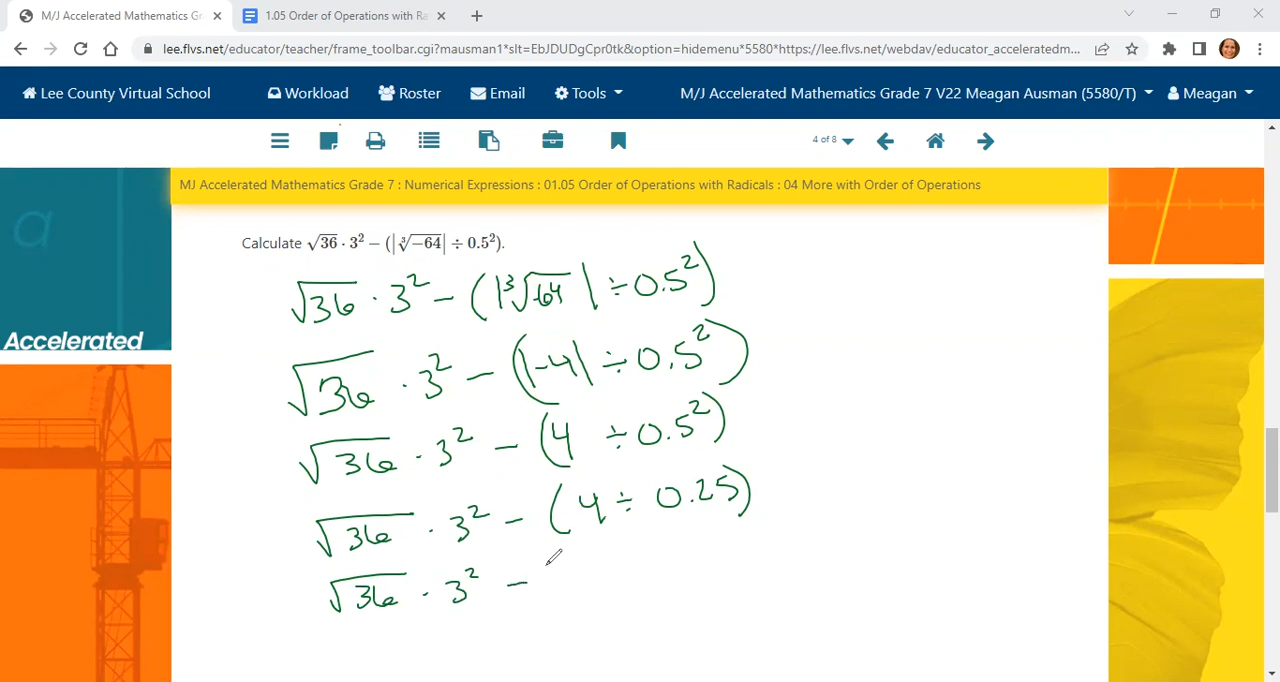 M/J Accelerated Mathematics Gr
1.05 Order of Operations with Ra
lee.flvs.net/educator/teacher/frame_toolbar.cgi?mausman1*slt=EbJDUDgCpr0tk&option=hidemenu*5580*https://lee.flvs.net/webdav/educator_acceleratedm...
Lee County Virtual School Workload Roster Email Tools M/J Accelerated Mathematics Grade 7 V22 Meagan Ausman (5580/T) Meagan
4 of 8
MJ Accelerated Mathematics Grade 7 : Numerical Expressions : 01.05 Order of Operations with Radicals : 04 More with Order of Operations
a
Calculate √36 · 3² − (|∛−64| ÷ 0.5²).
√36 · 3² − (|∛-64| ÷ 0.5²)
√36 · 3² − (|-4| ÷ 0.5²)
Accelerated
√36 · 3² − (4 ÷ 0.5²)
√36 · 3² − (4 ÷ 0.25)
√36 · 3² −